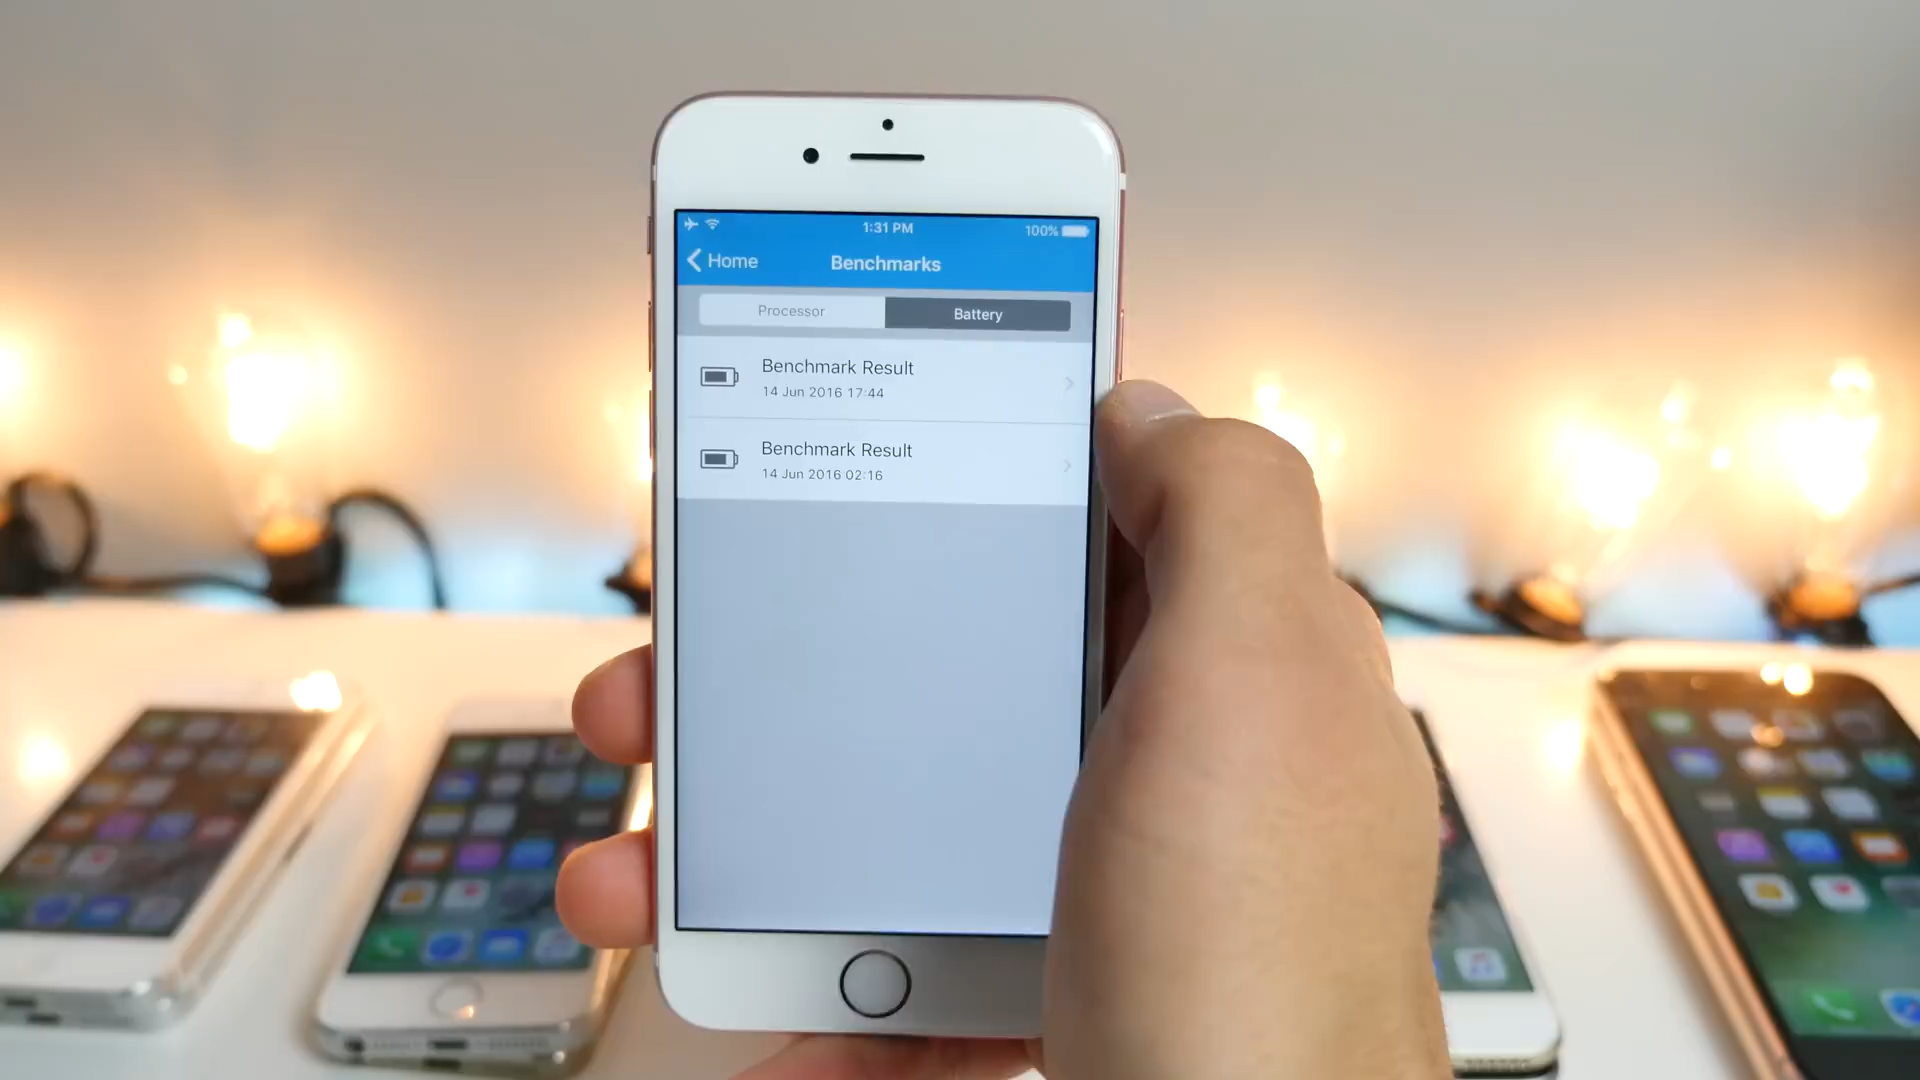 1:31 PM
100%
Home
Benchmarks
Processor
Battery
Benchmark Result
14 Jun 2016 17:44
Benchmark Result
14 Jun 2016 02:16